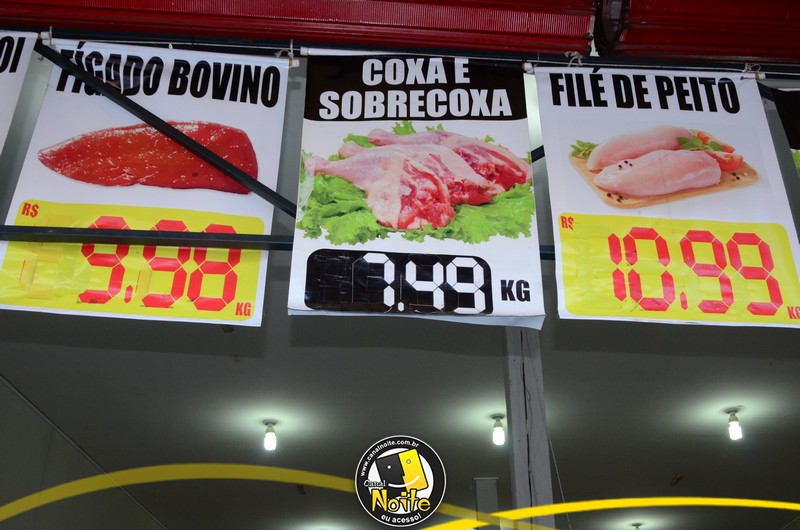 OI
FÍGADO BOVINO
R$
9.98
KG
COXA E
SOBRECOXA
7.49 KG
FILÉ DE PEITO
R$
10.99
KG
www.canalnoite.com.br
Canal
Noite
eu acesso!